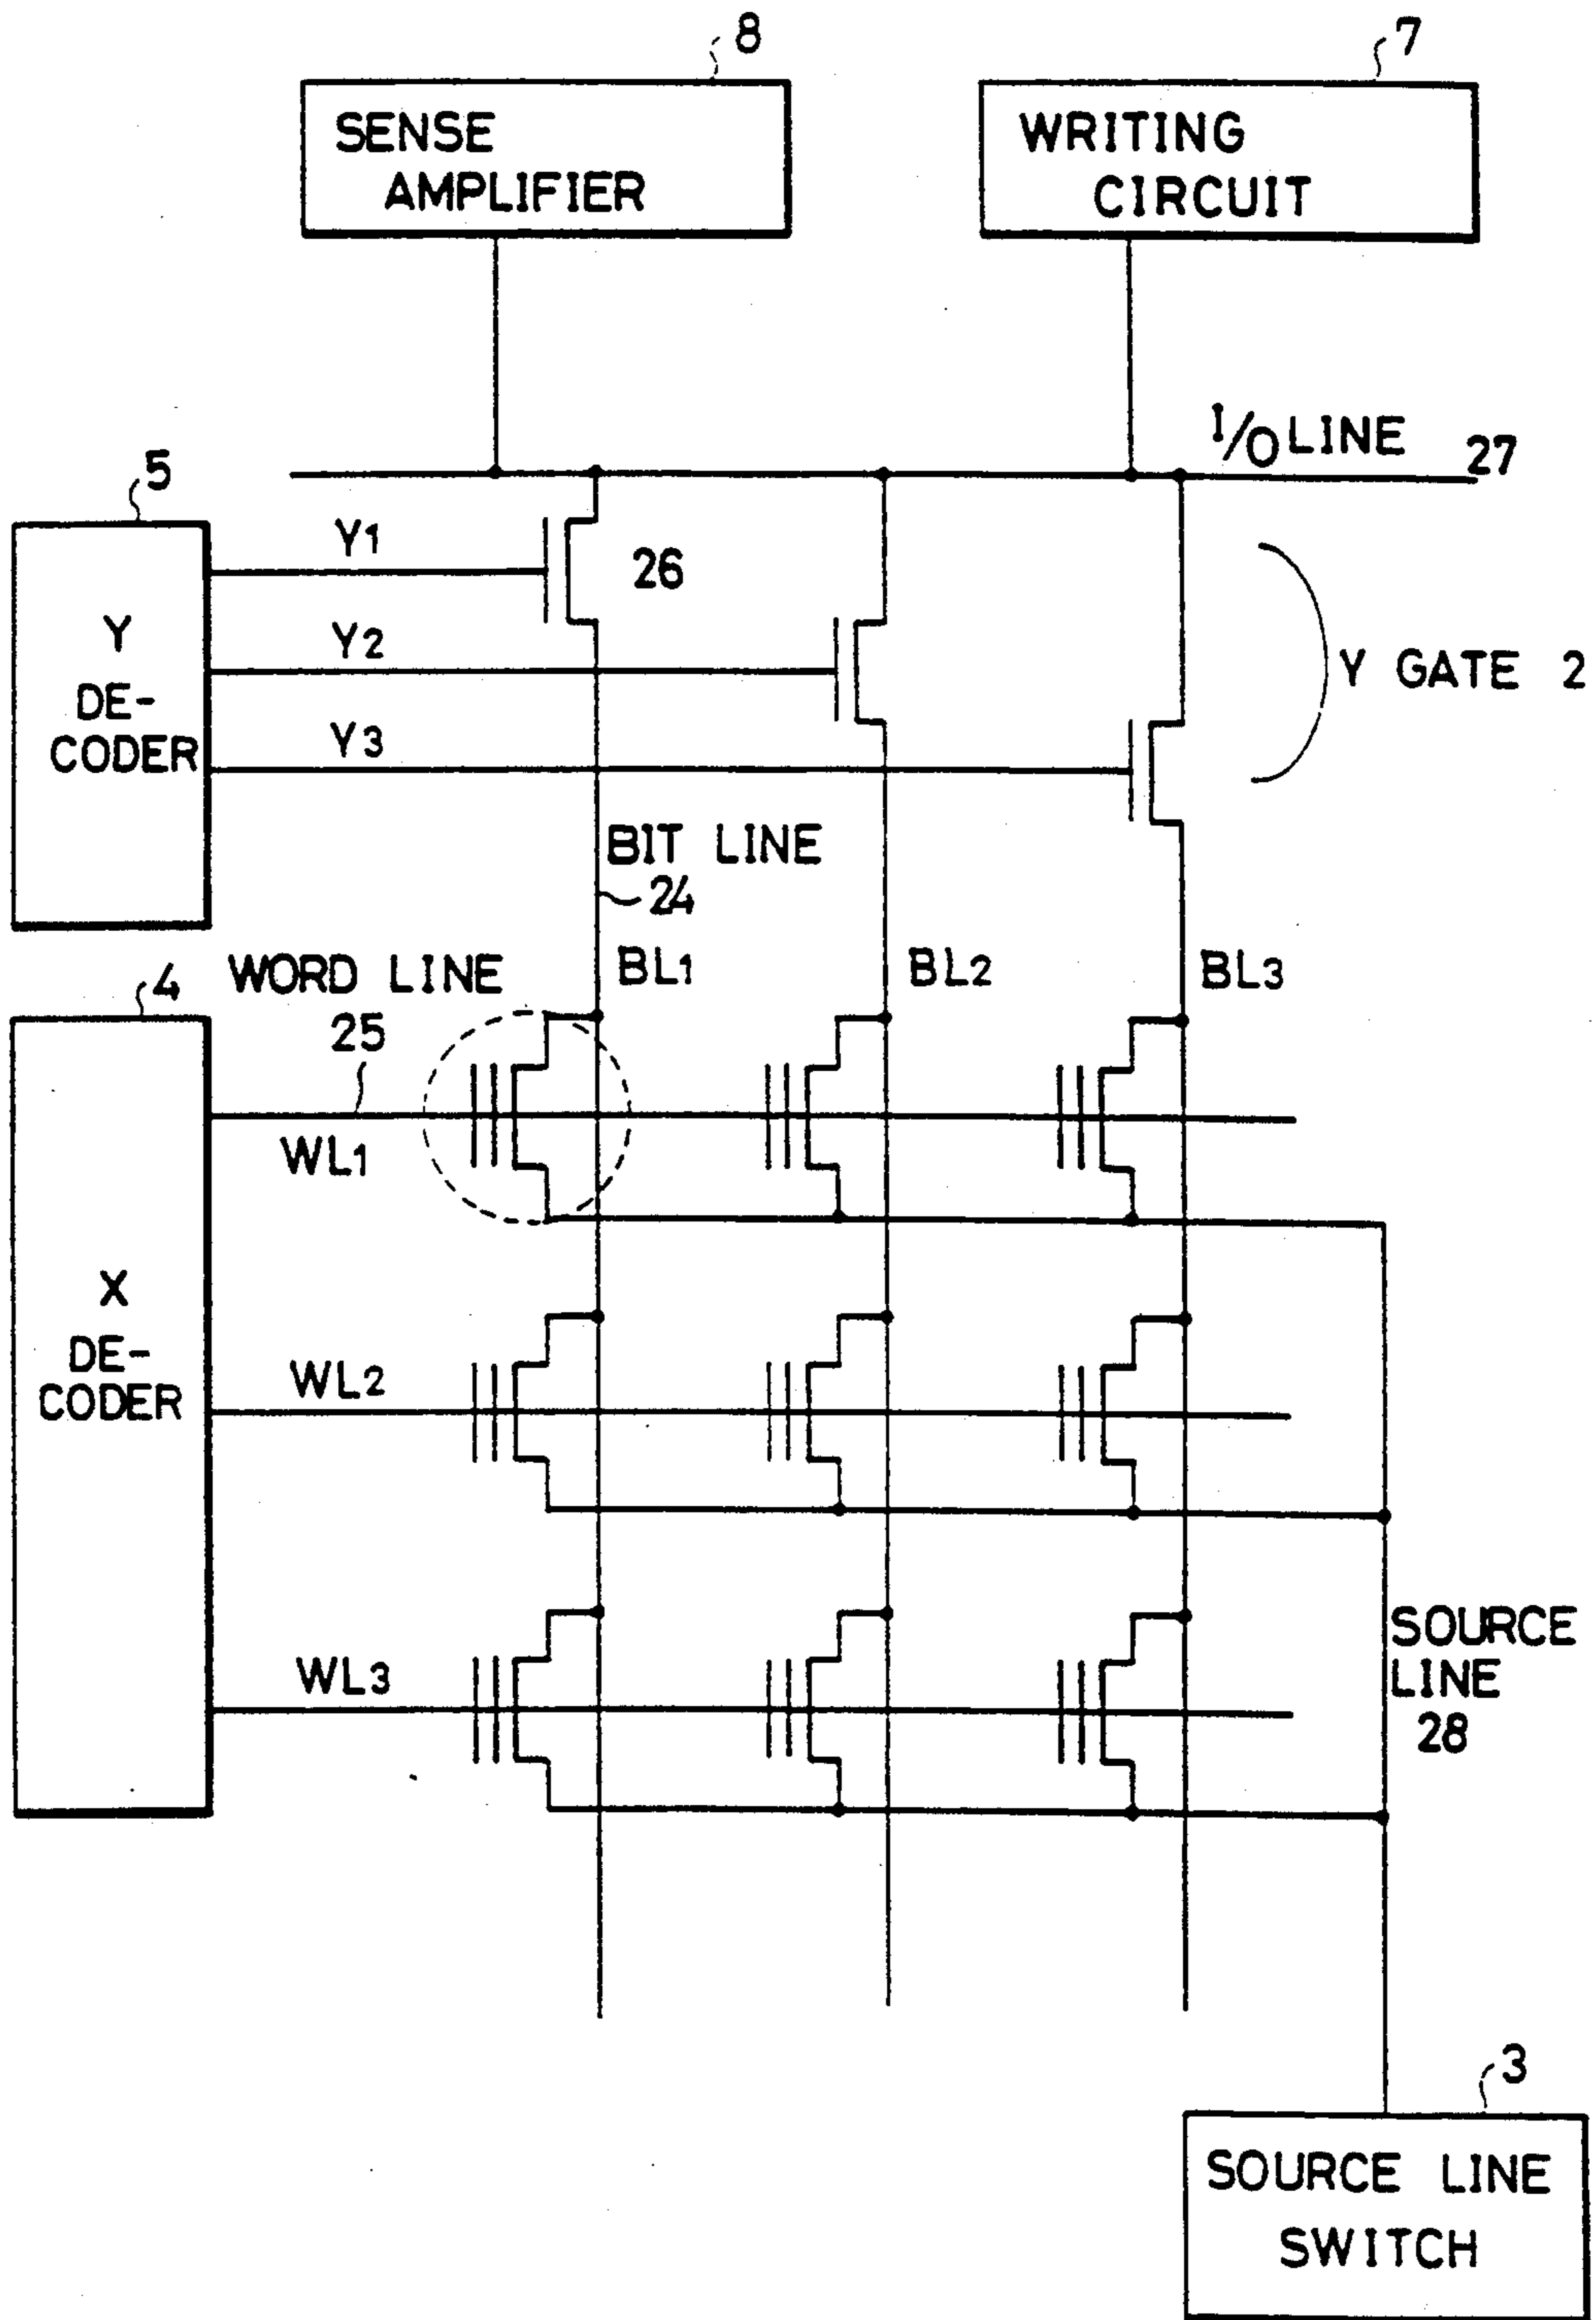 8
7
SENSE
AMPLIFIER
WRITING
CIRCUIT
I/O LINE 27
5
Y1
26
Y
DE-
CODER
Y2
Y GATE 2
Y3
BIT LINE
24
WORD LINE
25
BL1
BL2
BL3
4
WL1
X
DE-
CODER
WL2
WL3
SOURCE
LINE
28
3
SOURCE LINE
SWITCH